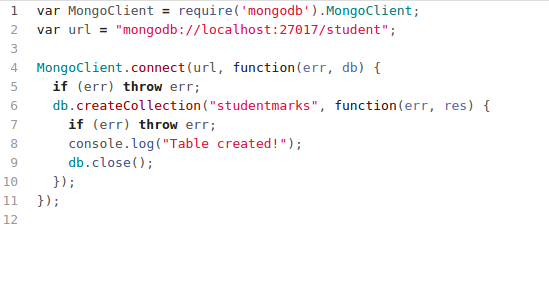 1 var MongoClient = require('mongodb').MongoClient;
2 var url = "mongodb://localhost:27017/student";
3
4 MongoClient.connect(url, function(err, db) {
5   if (err) throw err;
6   db.createCollection("studentmarks", function(err, res) {
7     if (err) throw err;
8     console.log("Table created!");
9     db.close();
10   });
11 });
12